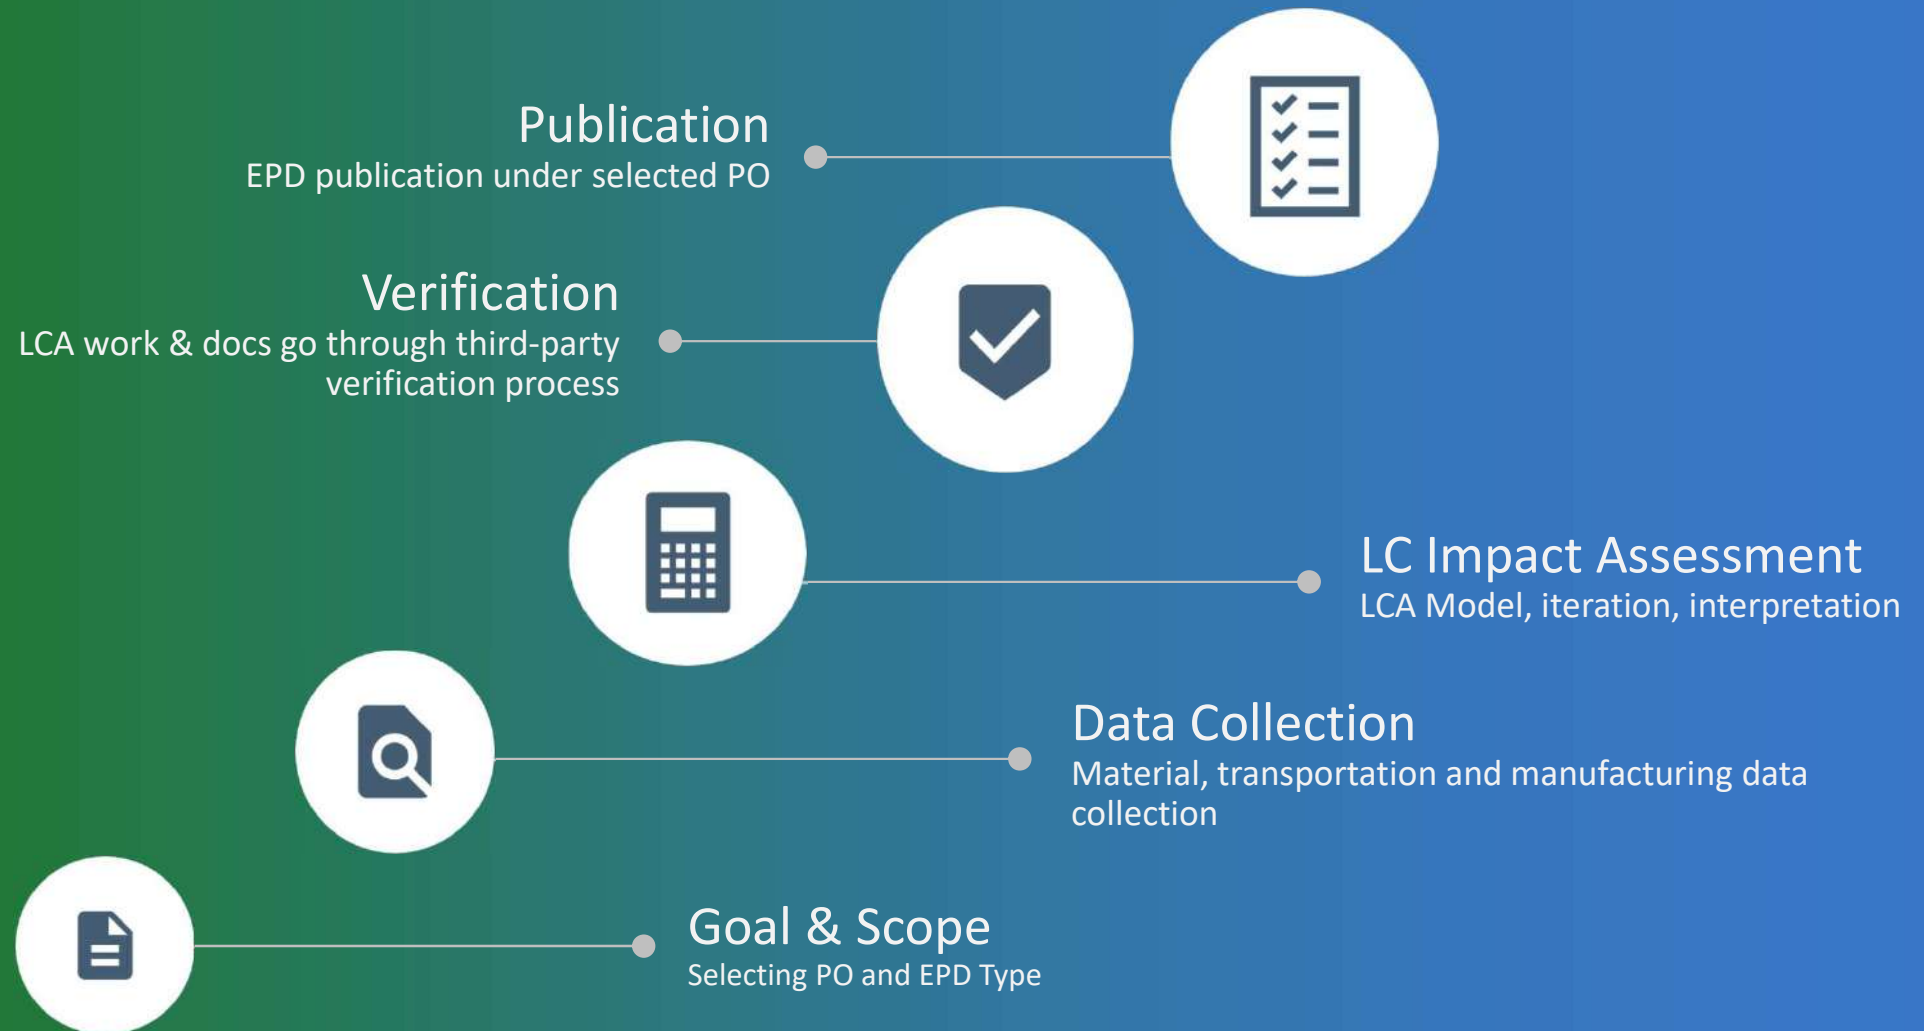 Publication
EPD publication under selected PO
Verification
LCA work & docs go through third-party
verification process
LC Impact Assessment
LCA Model, iteration, interpretation
Data Collection
Material, transportation and manufacturing data
collection
Goal & Scope
Selecting PO and EPD Type